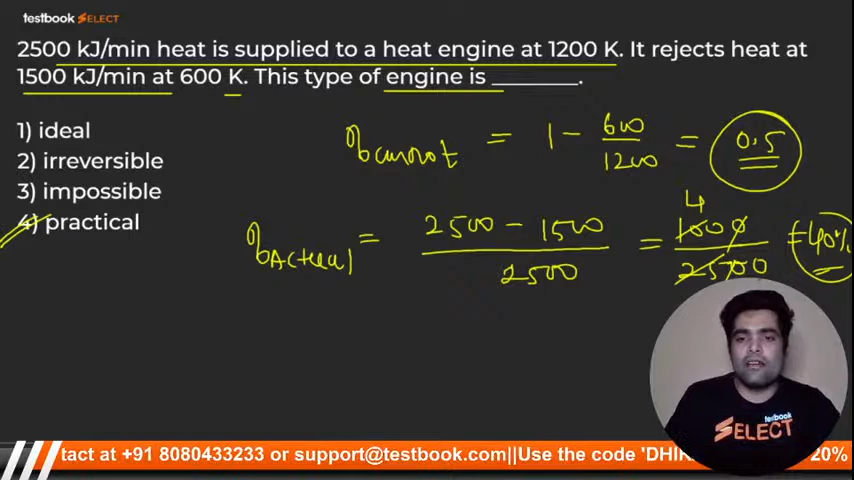 testbook SELECT
2500 kJ/min heat is supplied to a heat engine at 1200 K. It rejects heat at
1500 kJ/min at 600 K. This type of engine is ________.
1) ideal
2) irreversible
3) impossible
4) practical
ηcarnot = 1 - 600/1200 = 0.5
ηActual = 2500 - 1500/2500 = 1000/2500 = 40%
4
testbook
SELECT
tact at +91 8080433233 or support@testbook.com||Use the code 'DHI 20%